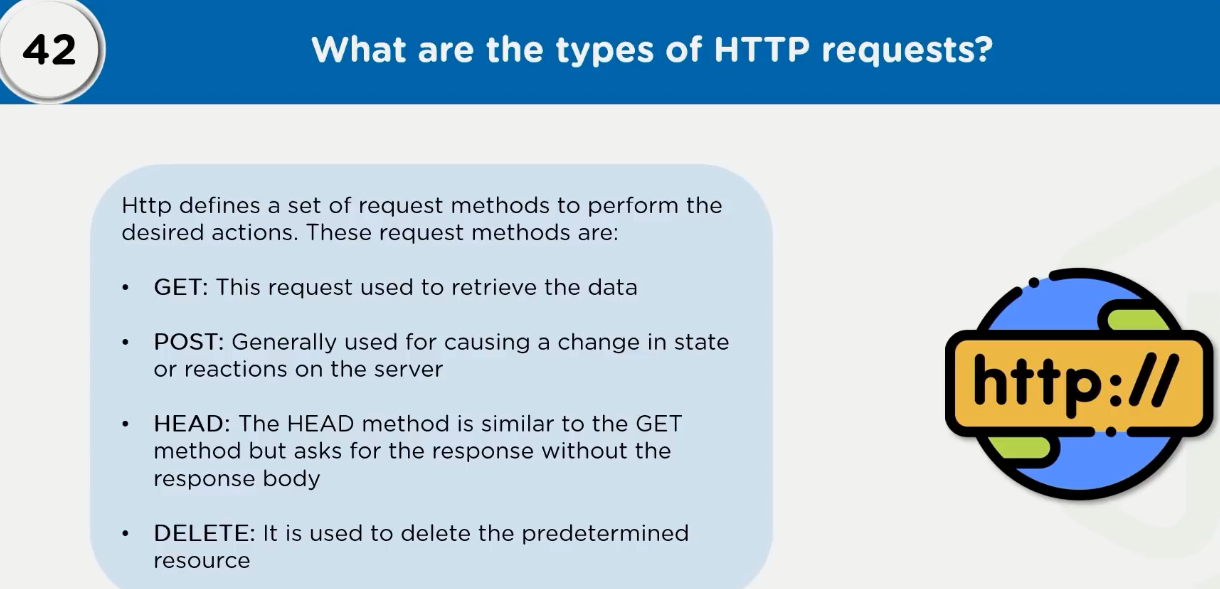 42
What are the types of HTTP requests?
Http defines a set of request methods to perform the
desired actions. These request methods are:
• GET: This request used to retrieve the data
• POST: Generally used for causing a change in state
or reactions on the server
• HEAD: The HEAD method is similar to the GET
method but asks for the response without the
response body
• DELETE: It is used to delete the predetermined
resource
http://